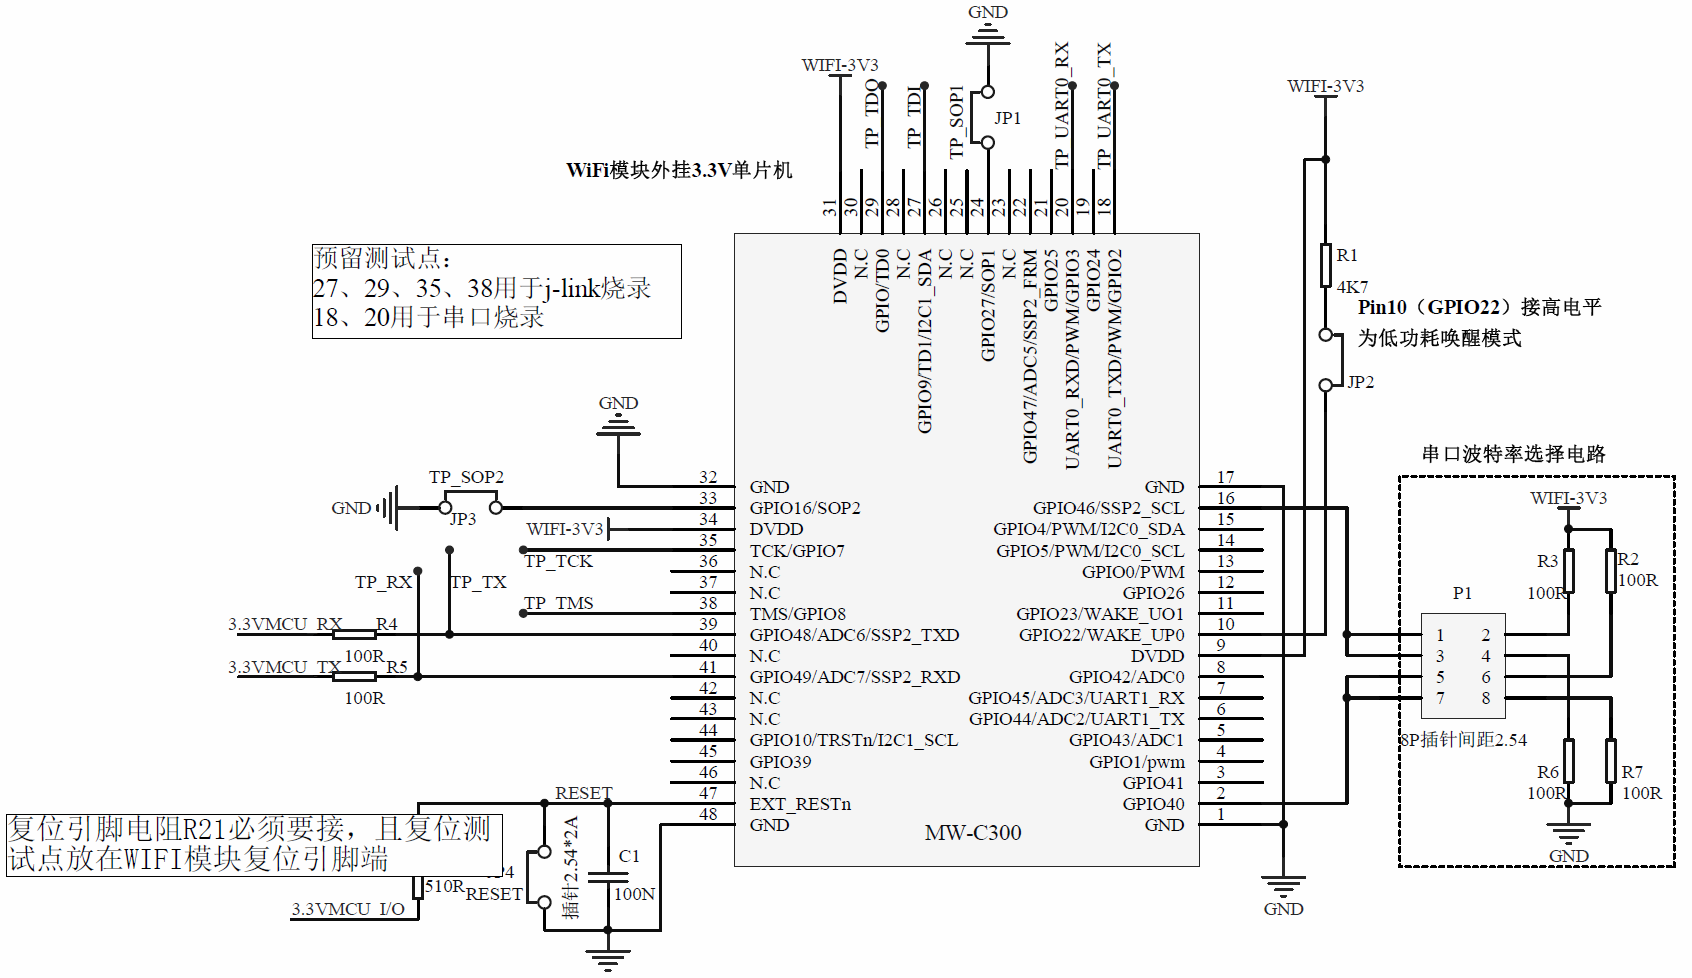 GND
WIFI-3V3
TP_TDO
TP_TDI
TP_SOP1
JP1
TP_UART0_RX
TP_UART0_TX
WIFI-3V3
WiFi模块外挂3.3V单片机
31
30
29
28
27
26
25
24
23
22
21
20
19
18
DVDD
N.C
GPIO/TD0
N.C
GPIO9/TD1/I2C1_SDA
N.C
N.C
GPIO27/SOP1
N.C
GPIO47/ADC5/SSP2_FRM
GPIO25
UART0_RXD/PWM/GPIO3
GPIO24
UART0_TXD/PWM/GPIO2
预留测试点：
27、29、35、38用于j-link烧录
18、20用于串口烧录
R1
4K7
Pin10（GPIO22）接高电平
为低功耗唤醒模式
JP2
GND
TP_SOP2
GND
JP3
WIFI-3V3
TP_TCK
TP_RX
TP_TX
TP_TMS
3.3VMCU_RX
R4
100R
3.3VMCU_TX
R5
100R
32 GND
33 GPIO16/SOP2
34 DVDD
35 TCK/GPIO7
36 N.C
37 N.C
38 TMS/GPIO8
39 GPIO48/ADC6/SSP2_TXD
40 N.C
41 GPIO49/ADC7/SSP2_RXD
42 N.C
43 N.C
44 GPIO10/TRSTn/I2C1_SCL
45 GPIO39
46 N.C
47 EXT_RESTn
48 GND
GND 17
GPIO46/SSP2_SCL 16
GPIO4/PWM/I2C0_SDA 15
GPIO5/PWM/I2C0_SCL 14
GPIO0/PWM 13
GPIO26 12
GPIO23/WAKE_UO1 11
GPIO22/WAKE_UP0 10
DVDD 9
GPIO42/ADC0 8
GPIO45/ADC3/UART1_RX 7
GPIO44/ADC2/UART1_TX 6
GPIO43/ADC1 5
GPIO1/pwm 4
GPIO41 3
GPIO40 2
GND 1
MW-C300
串口波特率选择电路
WIFI-3V3
R3
100R
R2
100R
P1
1 2
3 4
5 6
7 8
8P插针间距2.54
R6
100R
R7
100R
GND
GND
RESET
复位引脚电阻R21必须要接，且复位测
试点放在WIFI模块复位引脚端
510R
P4
RESET
插针2.54*2A
C1
100N
3.3VMCU_I/O